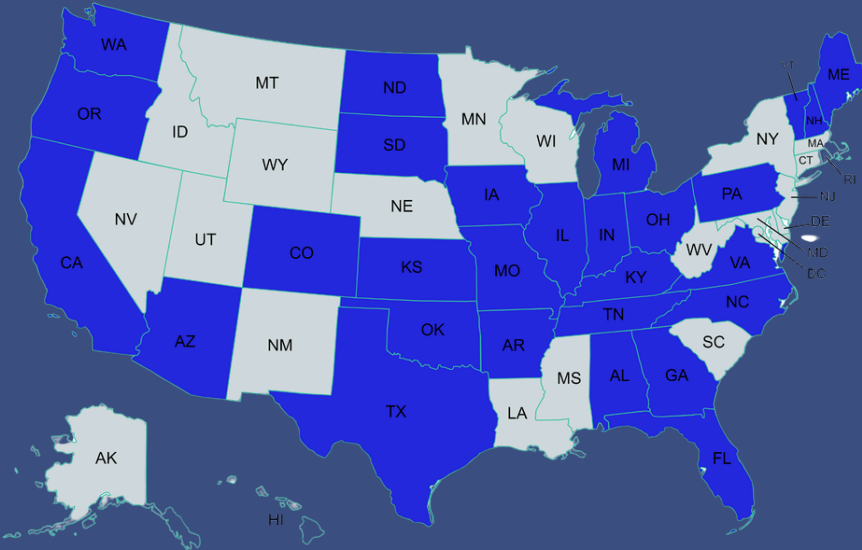 WA
MT
ND
MN
VT
ME
OR
ID
SD
WI
NH
NY
MA
WY
MI
CT
RI
NE
IA
PA
NJ
NV
UT
IL
IN
OH
DE
CA
CO
KS
MO
WV
VA
MD
KY
DC
NC
AZ
NM
OK
TN
AR
SC
TX
LA
MS
AL
GA
AK
FL
HI